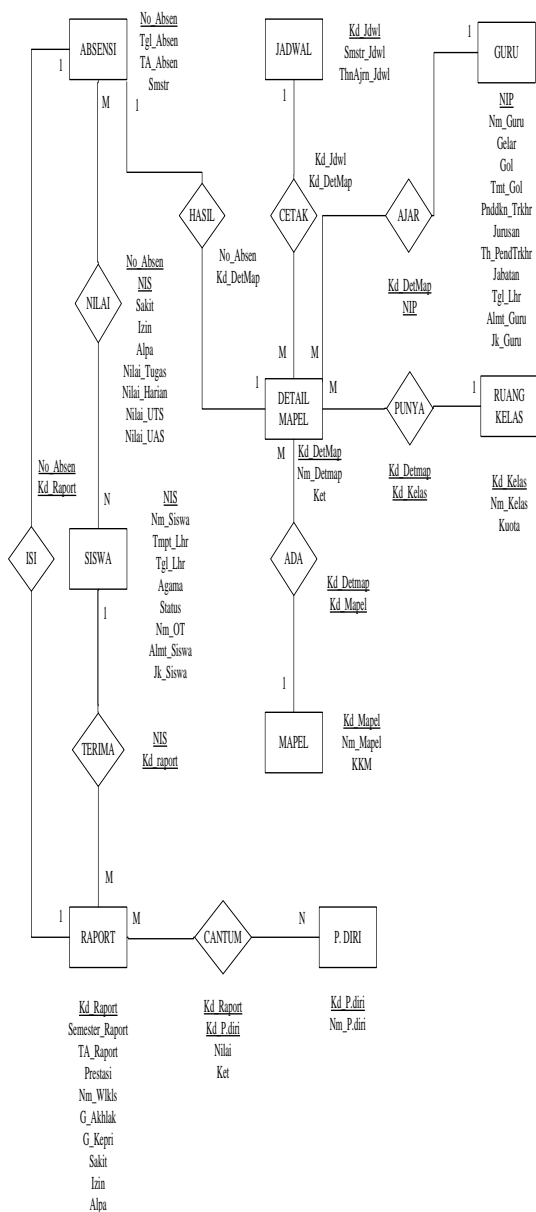 ABSENSI
1
M
1
No_Absen
Tgl_Absen
TA_Absen
Smstr
JADWAL
1
Kd_Jdwl
Smstr_Jdwl
ThnAjrn_Jdwl
1
GURU
NIP
Nm_Guru
Gelar
Gol
Tmt_Gol
Pnddkn_Trkhr
Jurusan
Th_PendTrkhr
Jabatan
Tgl_Lhr
Almt_Guru
Jk_Guru
HASIL
No_Absen
Kd_DetMap
CETAK
Kd_Jdwl
Kd_DetMap
AJAR
Kd_DetMap
NIP
NILAI
No_Absen
NIS
Sakit
Izin
Alpa
Nilai_Tugas
Nilai_Harian
Nilai_UTS
Nilai_UAS
M
M
1
M
M
DETAIL
MAPEL
Kd_DetMap
Nm_Detmap
Ket
PUNYA
Kd_Detmap
Kd_Kelas
1
RUANG
KELAS
Kd_Kelas
Nm_Kelas
Kuota
No_Absen
Kd_Raport
ISI
N
SISWA
1
NIS
Nm_Siswa
Tmpt_Lhr
Tgl_Lhr
Agama
Status
Nm_OT
Almt_Siswa
Jk_Siswa
ADA
Kd_Detmap
Kd_Mapel
1
MAPEL
Kd_Mapel
Nm_Mapel
KKM
TERIMA
NIS
Kd_raport
M
1
M
RAPORT
CANTUM
N
P. DIRI
Kd_Raport
Semester_Raport
TA_Raport
Prestasi
Nm_Wlkls
G_Akhlak
G_Kepri
Sakit
Izin
Alpa
Kd_Raport
Kd_P.diri
Nilai
Ket
Kd_P.diri
Nm_P.diri